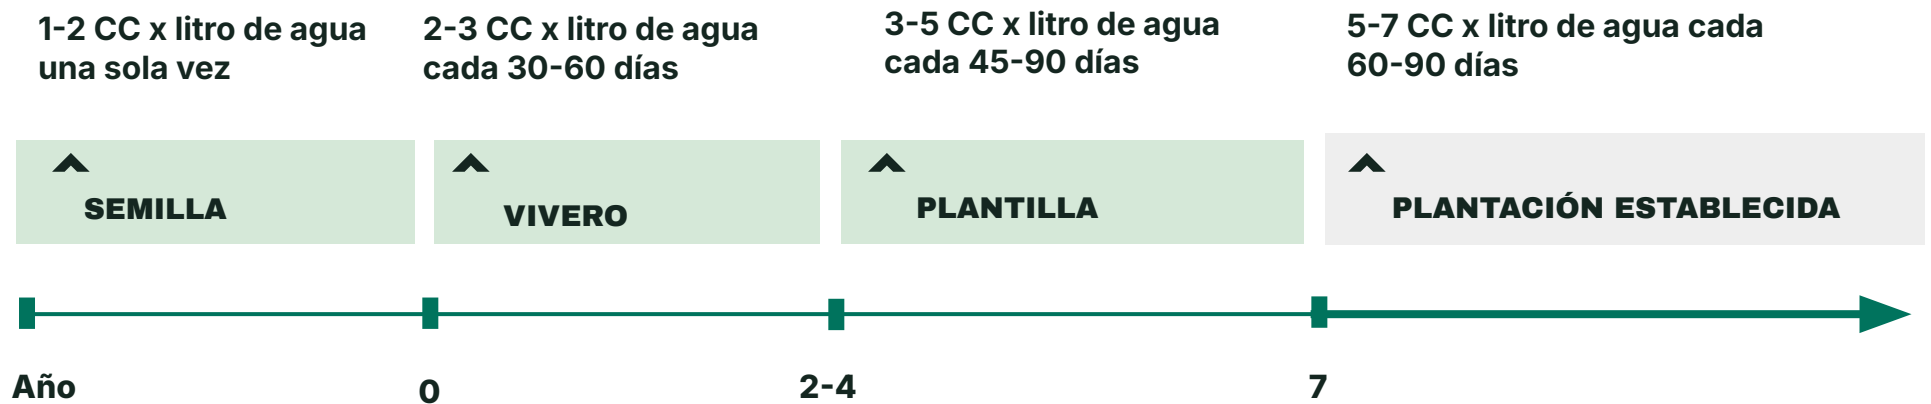 1-2 CC x litro de agua
una sola vez
2-3 CC x litro de agua
cada 30-60 días
3-5 CC x litro de agua
cada 45-90 días
5-7 CC x litro de agua cada
60-90 días
SEMILLA
VIVERO
PLANTILLA
PLANTACIÓN ESTABLECIDA
Año
0
2-4
7